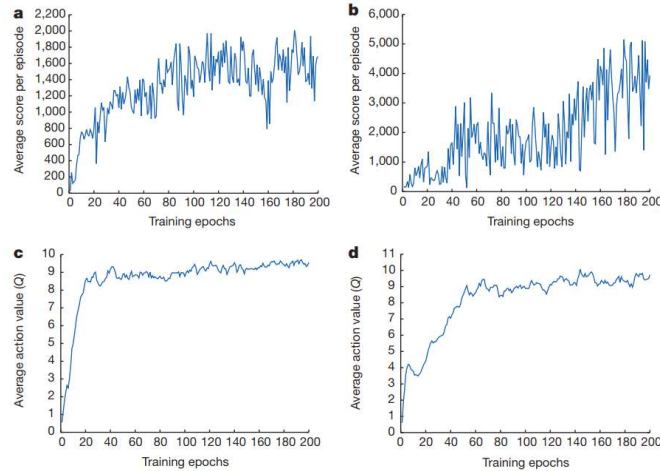 a
Average score per episode
2,200
2,000
1,800
1,600
1,400
1,200
1,000
800
600
400
200
0
0 20 40 60 80 100 120 140 160 180 200
Training epochs
b
Average score per episode
6,000
5,000
4,000
3,000
2,000
1,000
0
0 20 40 60 80 100 120 140 160 180 200
Training epochs
c
Average action value (Q)
10
9
8
7
6
5
4
3
2
1
0
0 20 40 60 80 100 120 140 160 180 200
Training epochs
d
Average action value (Q)
11
10
9
8
7
6
5
4
3
2
1
0
0 20 40 60 80 100 120 140 160 180 200
Training epochs